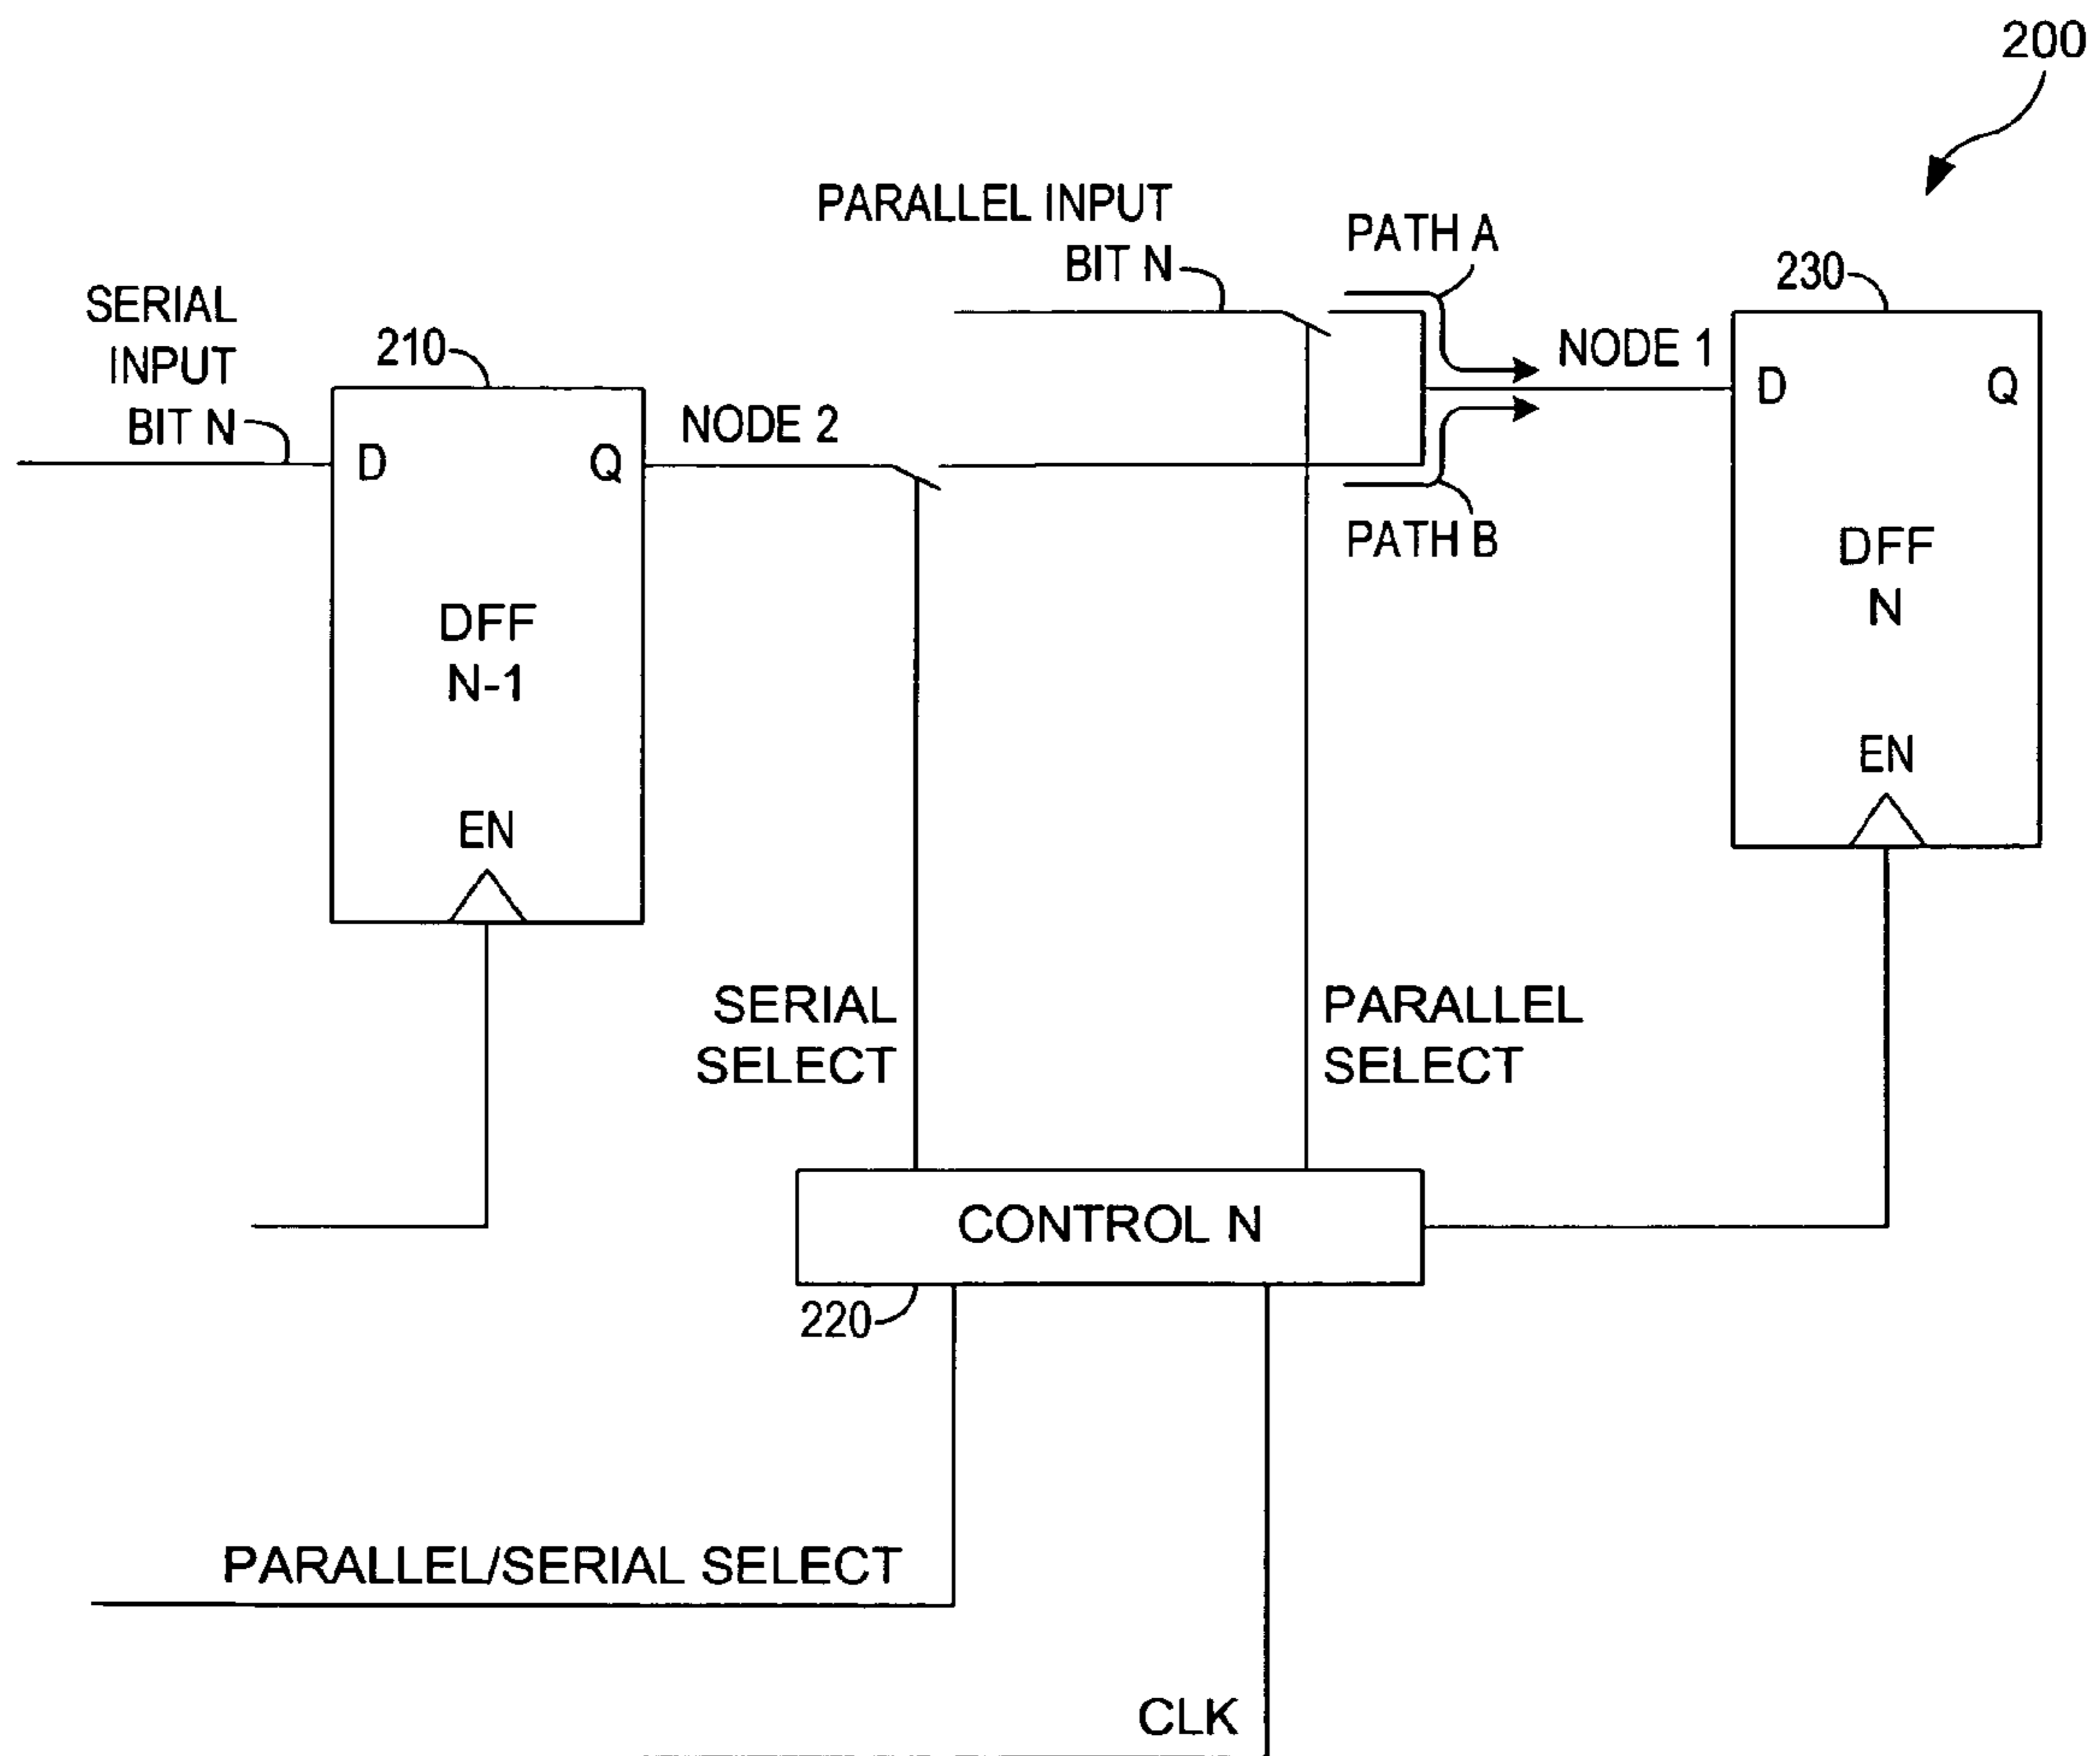 200
PARALLEL INPUT
BIT N
PATH A
230
SERIAL
INPUT
BIT N
210
NODE 1
D
Q
NODE 2
D
Q
PATH B
DFF
N
DFF
N-1
EN
EN
SERIAL
SELECT
PARALLEL
SELECT
CONTROL N
220
PARALLEL/SERIAL SELECT
CLK